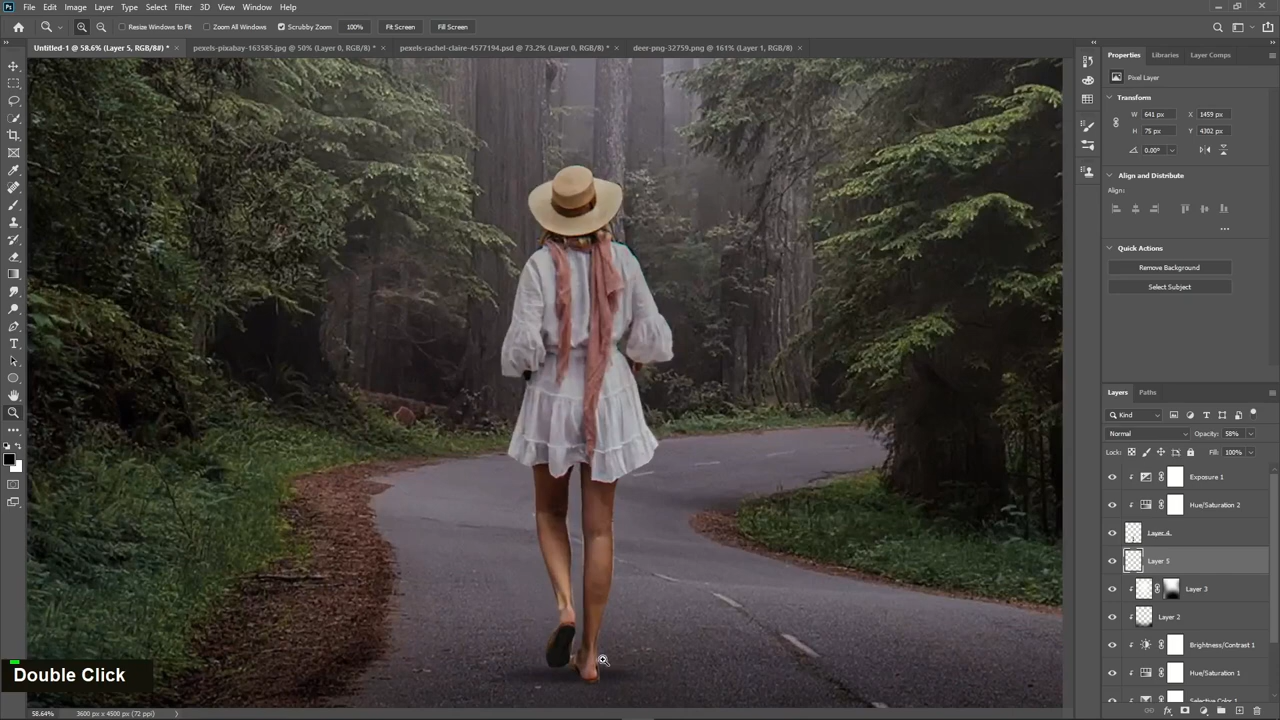 File Edit Image Layer Type Select Filter 3D View Window Help
Resize Windows to Fit Zoom All Windows Scrubby Zoom 100% Fit Screen Fill Screen
Untitled-1 @ 58.6% (Layer 5, RGB/8#) * × pexels-pixabay-163585.jpg @ 50% (Layer 0, RGB/8*) * × pexels-rachel-claire-4577194.psd @ 73.2% (Layer 0, RGB/8*) * × deer-png-32759.png @ 161% (Layer 1, RGB/8) ×
Properties Libraries Layer Comps
Pixel Layer
Transform
W 641 px X 1459 px
H 75 px Y 4302 px
0.00°
Align and Distribute
Align:
Quick Actions
Remove Background
Select Subject
Layers Paths
Kind
Normal Opacity: 58%
Lock: Fill: 100%
Exposure 1
Hue/Saturation 2
Layer 4
Layer 5
Layer 3
Layer 2
Brightness/Contrast 1
Hue/Saturation 1
Selective Color 1
Double Click
58.64% 3600 px x 4500 px (72 ppi)